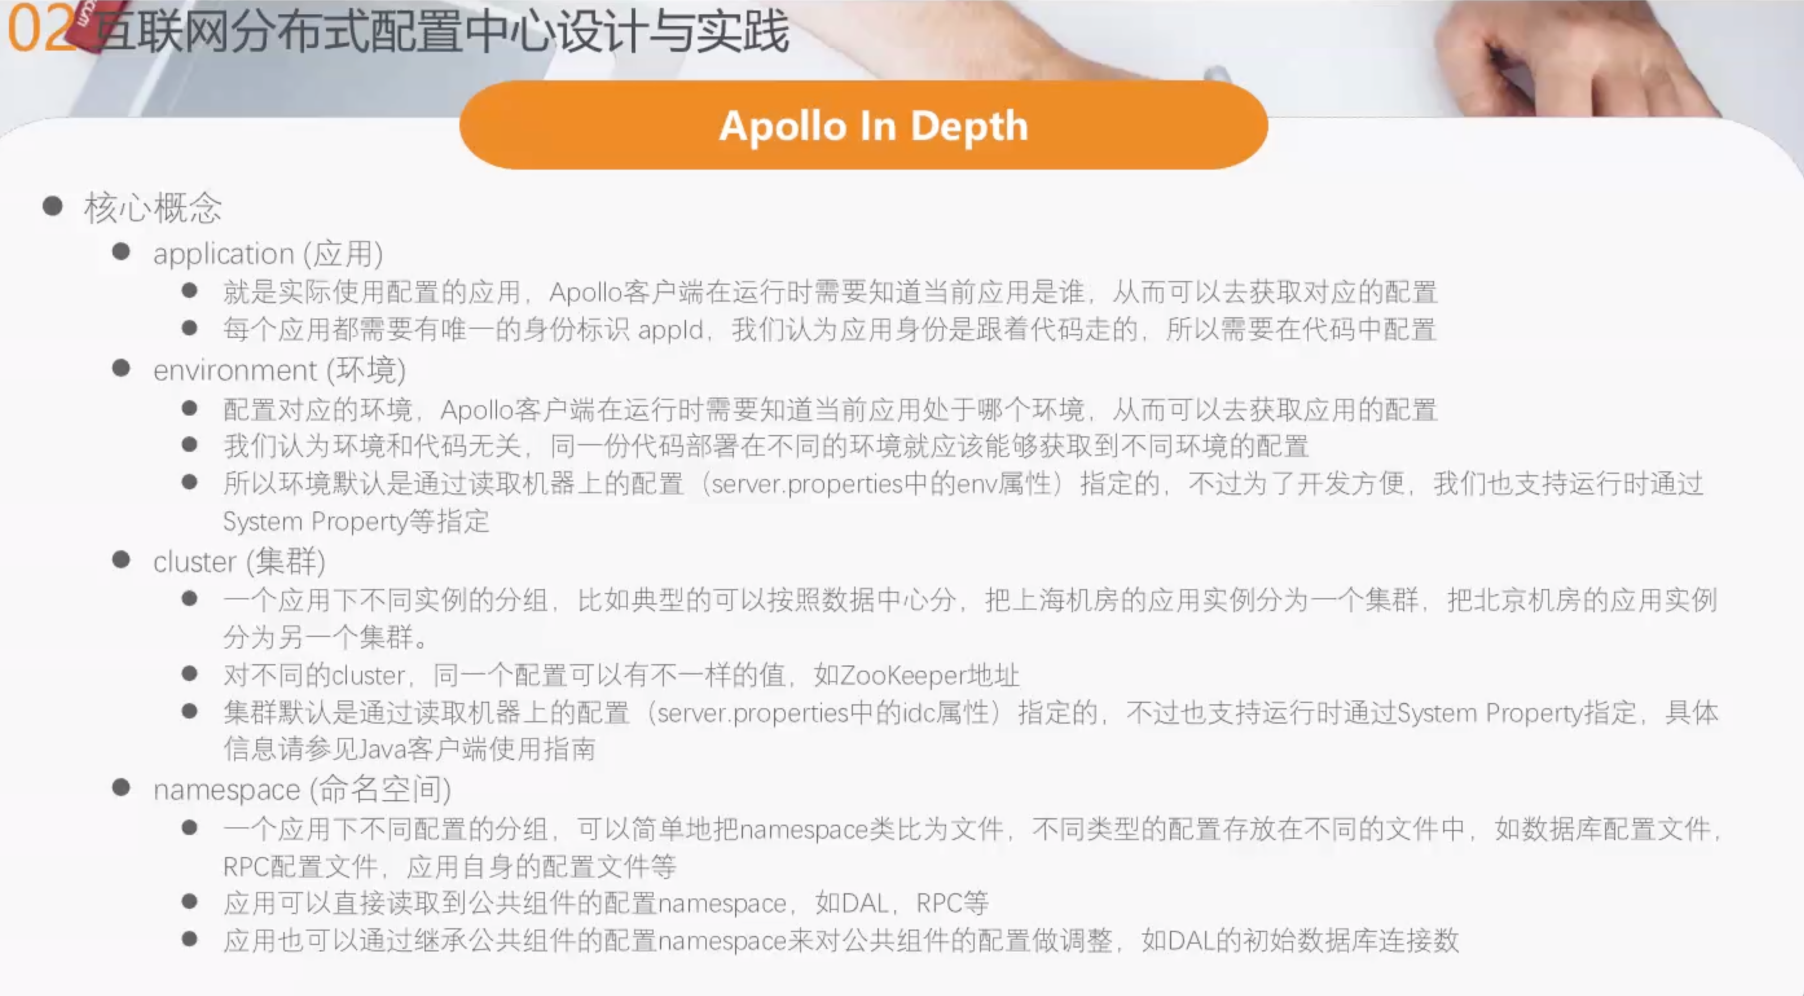 02 互联网分布式配置中心设计与实践
Apollo In Depth
核心概念
application (应用)
就是实际使用配置的应用，Apollo客户端在运行时需要知道当前应用是谁，从而可以去获取对应的配置
每个应用都需要有唯一的身份标识 appId，我们认为应用身份是跟着代码走的，所以需要在代码中配置
environment (环境)
配置对应的环境，Apollo客户端在运行时需要知道当前应用处于哪个环境，从而可以去获取应用的配置
我们认为环境和代码无关，同一份代码部署在不同的环境就应该能够获取到不同环境的配置
所以环境默认是通过读取机器上的配置（server.properties中的env属性）指定的，不过为了开发方便，我们也支持运行时通过
System Property等指定
cluster (集群)
一个应用下不同实例的分组，比如典型的可以按照数据中心分，把上海机房的应用实例分为一个集群，把北京机房的应用实例
分为另一个集群。
对不同的cluster，同一个配置可以有不一样的值，如ZooKeeper地址
集群默认是通过读取机器上的配置（server.properties中的idc属性）指定的，不过也支持运行时通过System Property指定，具体
信息请参见Java客户端使用指南
namespace (命名空间)
一个应用下不同配置的分组，可以简单地把namespace类比为文件，不同类型的配置存放在不同的文件中，如数据库配置文件，
RPC配置文件，应用自身的配置文件等
应用可以直接读取到公共组件的配置namespace，如DAL，RPC等
应用也可以通过继承公共组件的配置namespace来对公共组件的配置做调整，如DAL的初始数据库连接数